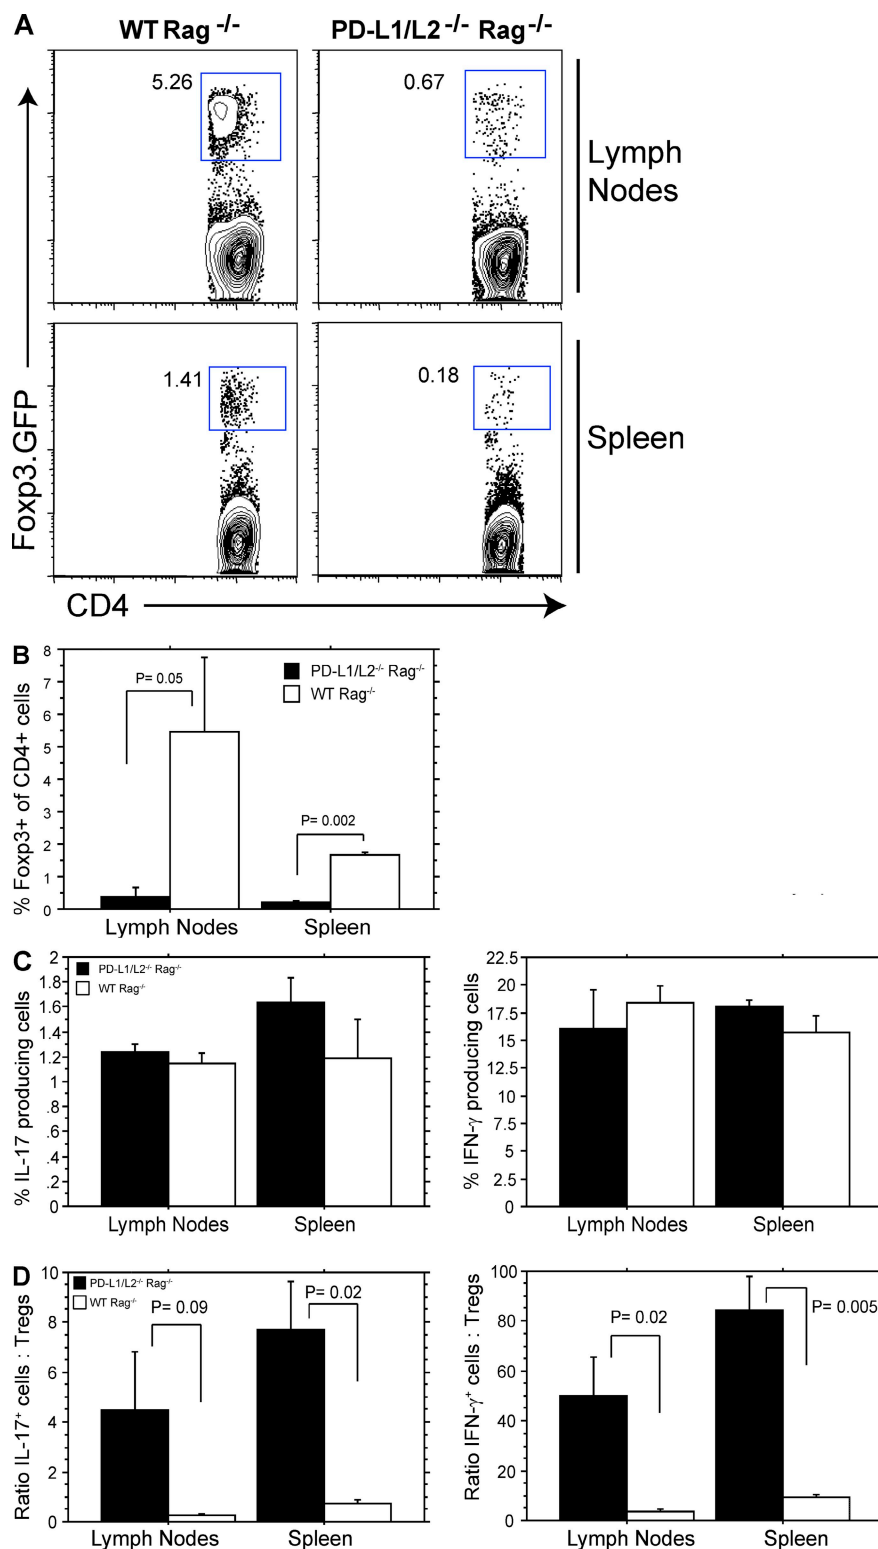 A
WT Rag -/-
PD-L1/L2 -/- Rag -/-
5.26
0.67
Lymph
Nodes
1.41
0.18
Spleen
Foxp3.GFP
CD4
B
% Foxp3+ of CD4+ cells
8
7
6
5
4
3
2
1
0
P= 0.05
P= 0.002
PD-L1/L2-/- Rag-/-
WT Rag-/-
Lymph Nodes
Spleen
C
% IL-17 producing cells
2
1.8
1.6
1.4
1.2
1
.8
.6
.4
.2
0
PD-L1/L2-/- Rag-/-
WT Rag-/-
Lymph Nodes
Spleen
% IFN-γ producing cells
22.5
20
17.5
15
12.5
10
7.5
5
2.5
0
Lymph Nodes
Spleen
D
Ratio IL-17+ cells : Tregs
10
8
6
4
2
0
PD-L1/L2-/- Rag-/-
WT Rag-/-
P= 0.09
P= 0.02
Lymph Nodes
Spleen
Ratio IFN-γ+ cells : Tregs
100
80
60
40
20
0
P= 0.02
P= 0.005
Lymph Nodes
Spleen